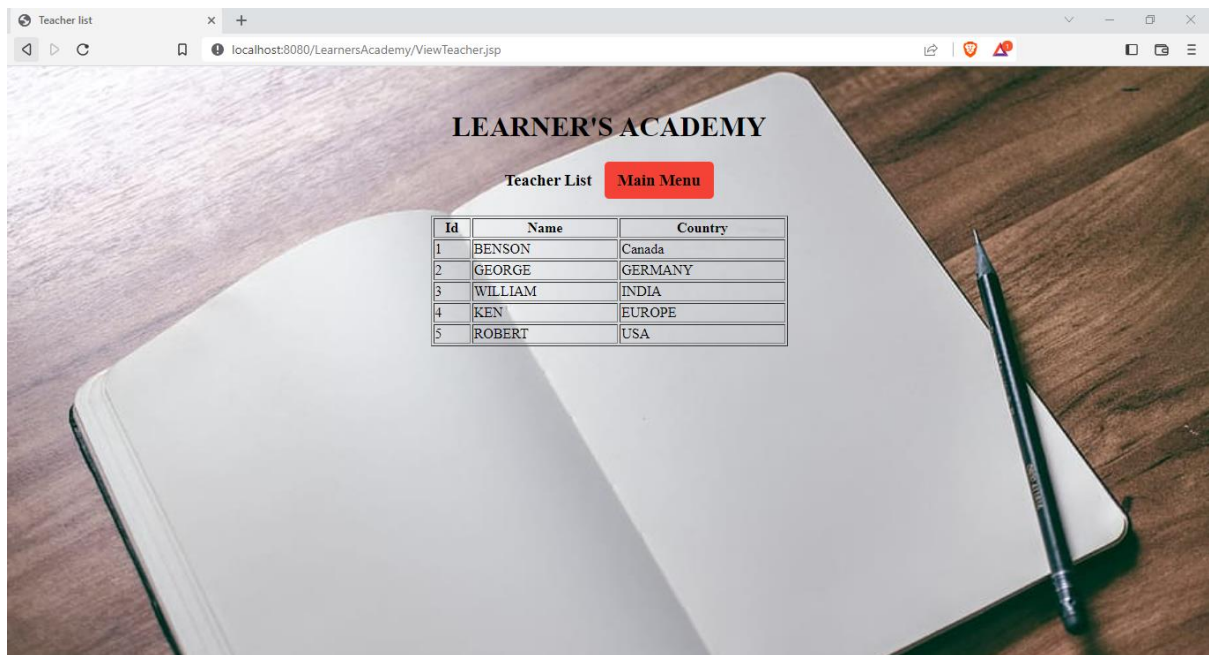 Teacher list
localhost:8080/LearnersAcademy/ViewTeacher.jsp
LEARNER'S ACADEMY
Teacher List Main Menu
Id Name Country
1 BENSON Canada
2 GEORGE GERMANY
3 WILLIAM INDIA
4 KEN EUROPE
5 ROBERT USA